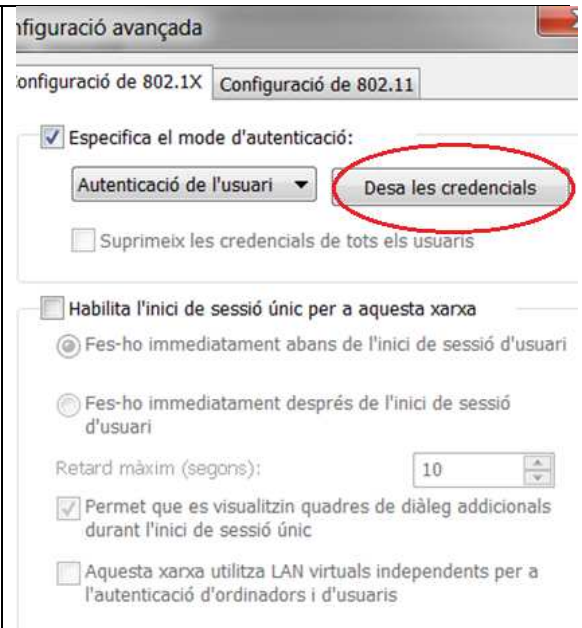 nfiguració avançada
onfiguració de 802.1X Configuració de 802.11
Especifica el mode d'autenticació:
Autenticació de l'usuari Desa les credencials
Suprimeix les credencials de tots els usuaris
Habilita l'inici de sessió únic per a aquesta xarxa
Fes-ho immediatament abans de l'inici de sessió d'usuari
Fes-ho immediatament després de l'inici de sessió
d'usuari
Retard màxim (segons): 10
Permet que es visualitzin quadres de diàleg addicionals
durant l'inici de sessió únic
Aquesta xarxa utilitza LAN virtuals independents per a
l'autenticació d'ordinadors i d'usuaris